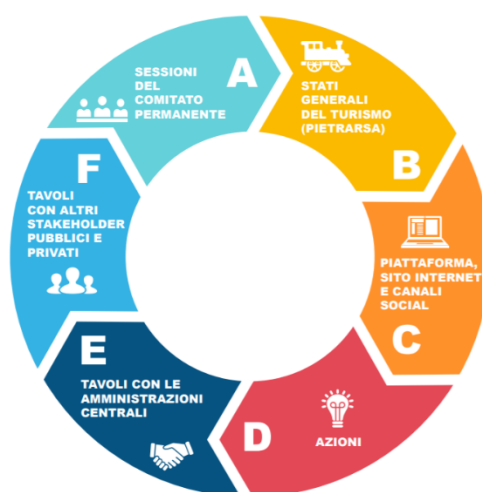 A
SESSIONI
DEL
COMITATO
PERMANENTE
STATI
GENERALI
DEL TURISMO
(PIETRARSA)
B
PIATTAFORMA,
SITO INTERNET
E CANALI
SOCIAL
C
D
AZIONI
E
TAVOLI CON LE
AMMINISTRAZIONI
CENTRALI
F
TAVOLI
CON ALTRI
STAKEHOLDER
PUBBLICI E
PRIVATI